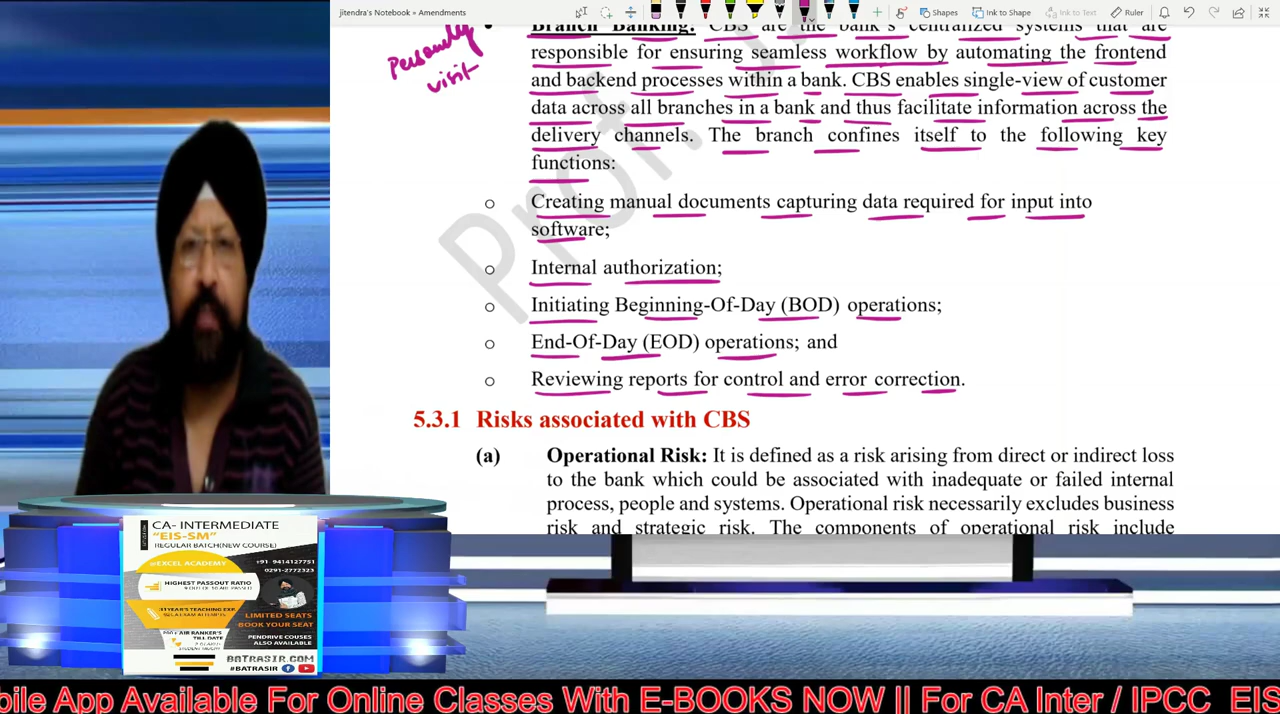 jitendra's Notebook » Amendments
Shapes
Ink to Shape
Ink to Text
Ruler
Personally
visit
Branch Banking: CBS are the bank's centralized systems that are
responsible for ensuring seamless workflow by automating the frontend
and backend processes within a bank. CBS enables single-view of customer
data across all branches in a bank and thus facilitate information across the
delivery channels. The branch confines itself to the following key
functions:
o Creating manual documents capturing data required for input into
software;
o Internal authorization;
o Initiating Beginning-Of-Day (BOD) operations;
o End-Of-Day (EOD) operations; and
o Reviewing reports for control and error correction.
Prof.
5.3.1 Risks associated with CBS
(a) Operational Risk: It is defined as a risk arising from direct or indirect loss
to the bank which could be associated with inadequate or failed internal
process, people and systems. Operational risk necessarily excludes business
risk and strategic risk. The components of operational risk include
CA- INTERMEDIATE
"EIS-SM"
REGULAR BATCH(NEW COURSE)
@EXCEL ACADEMY
+91- 9414127751
0291-2772323
HIGHEST PASSOUT RATIO
LIMITED SEATS
BOOK YOUR SEAT
TILL DATE
PENDRIVE COUSES
ALSO AVAILABLE
BATRASIR.COM
#BATRASIR
bile App Available For Online Classes With E-BOOKS NOW || For CA Inter / IPCC EIS